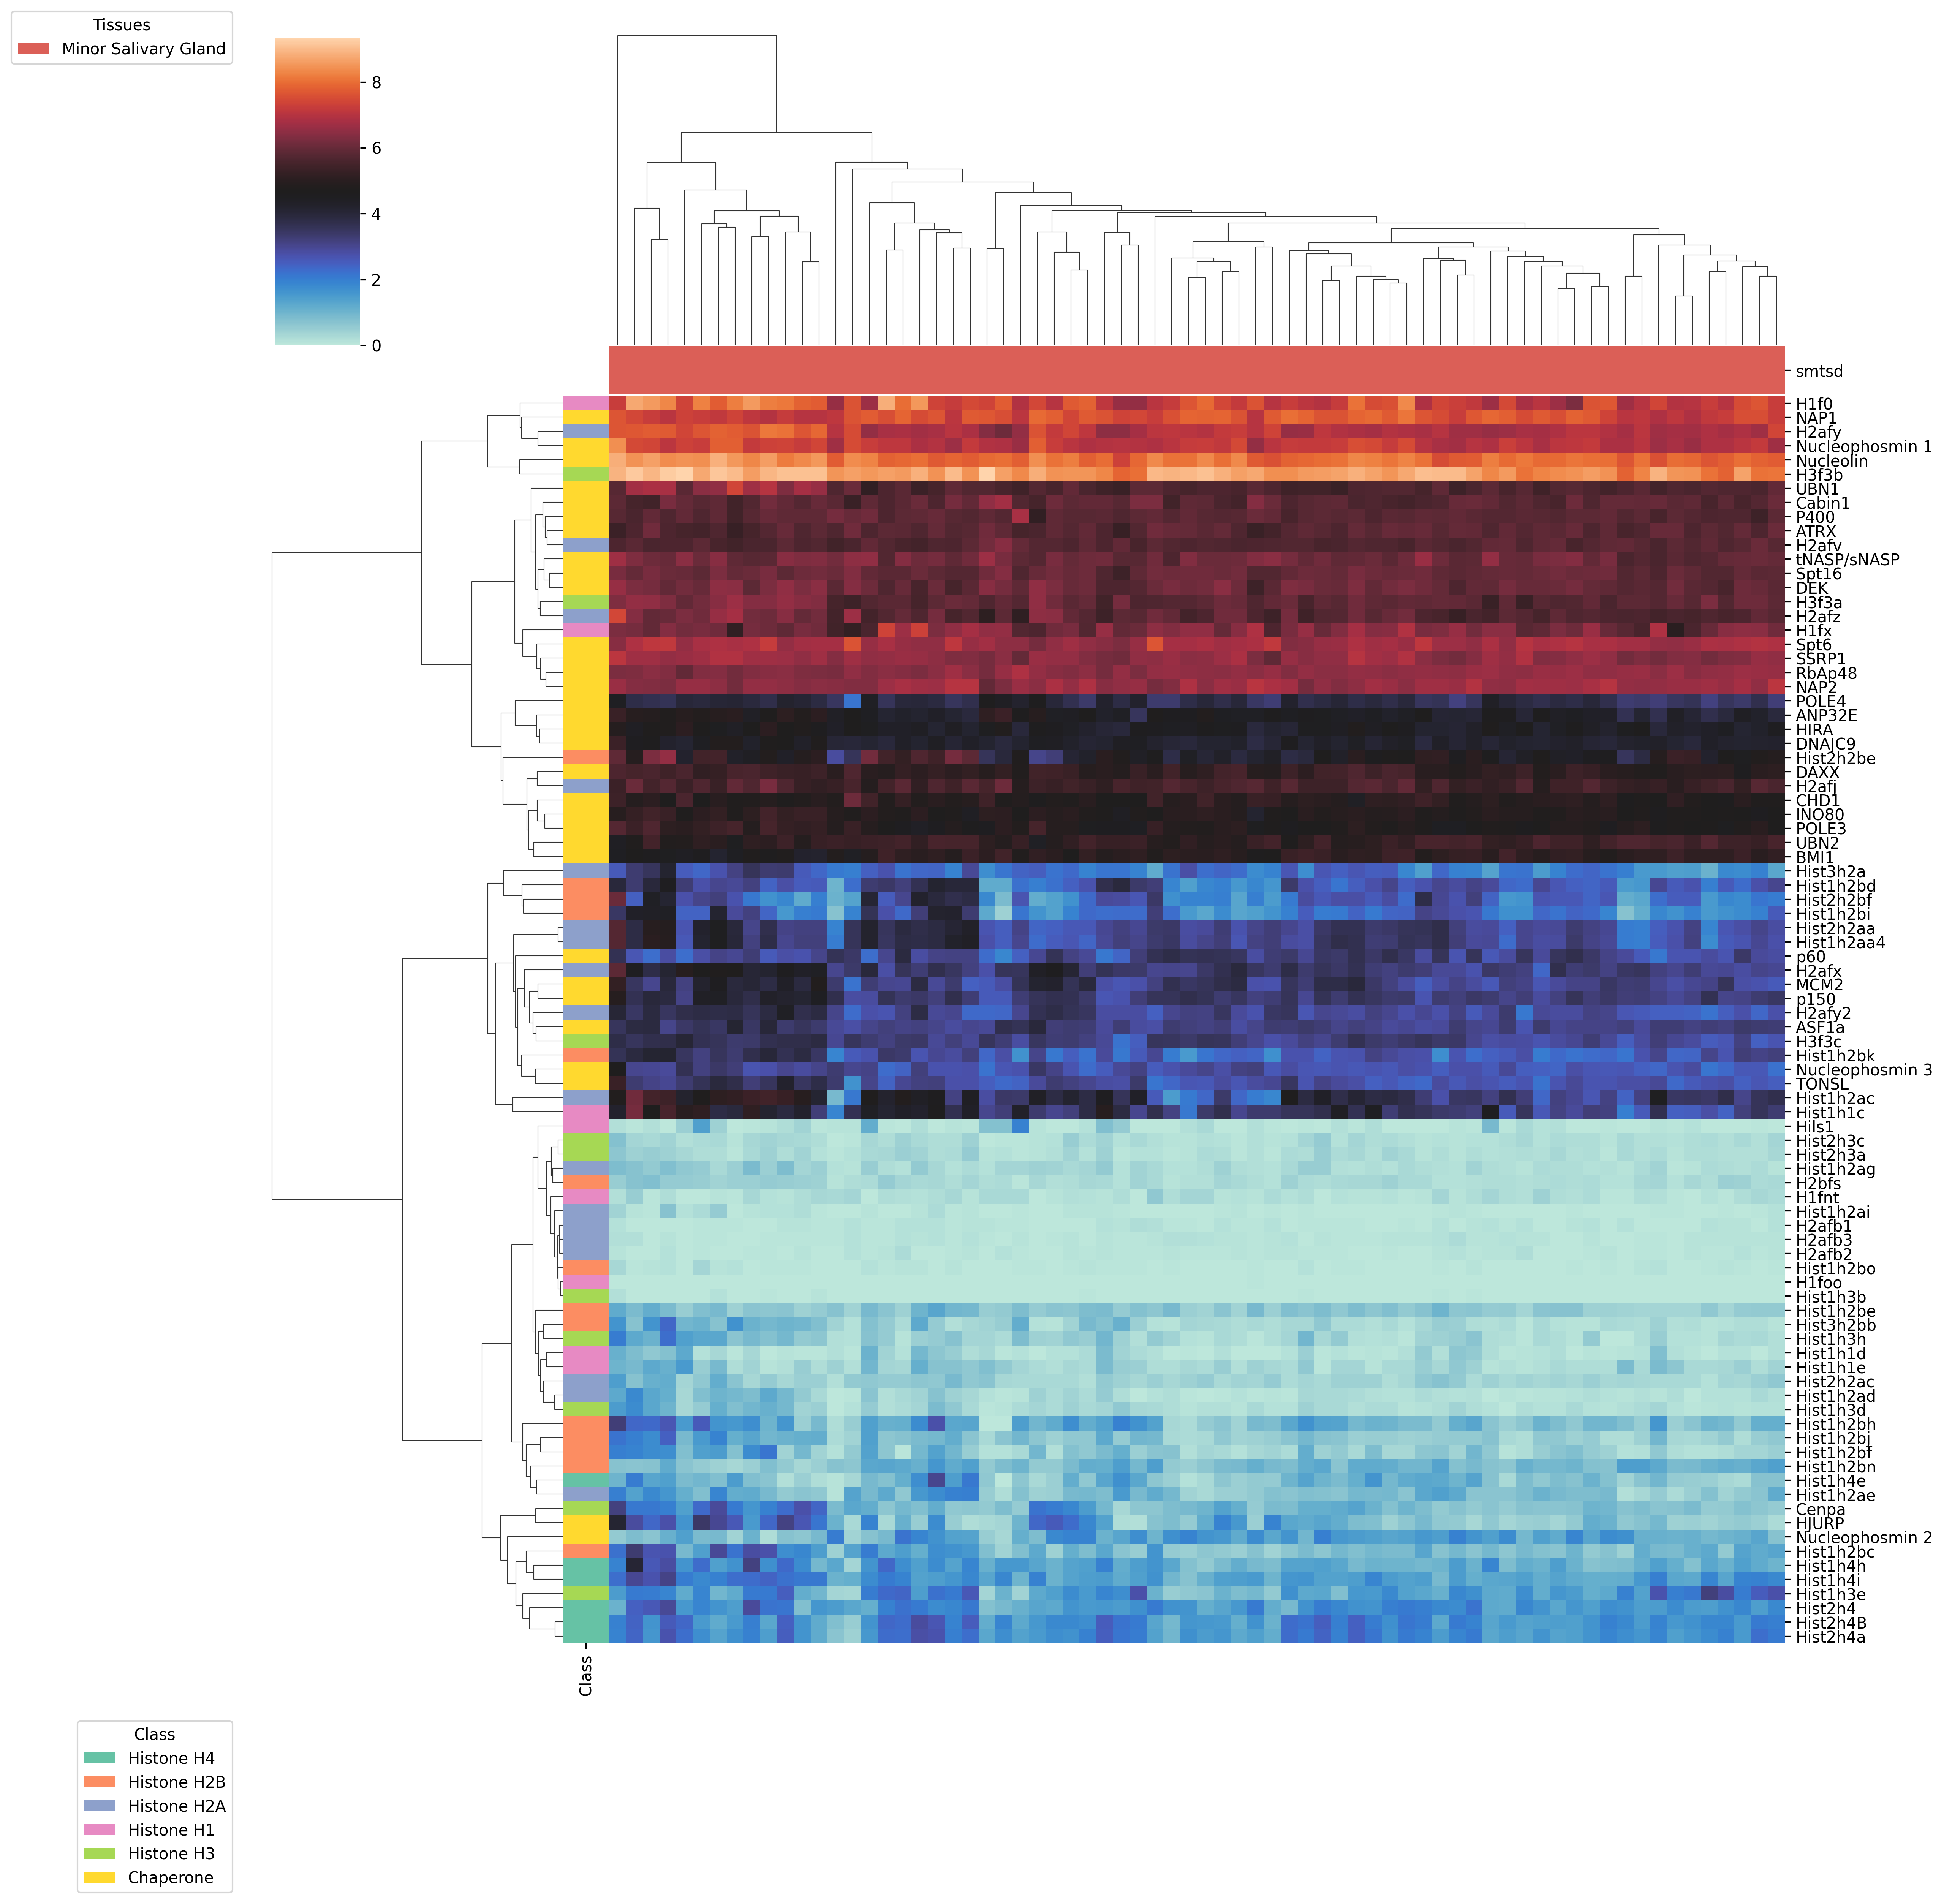 Tissues
Minor Salivary Gland
8
6
4
2
0
smtsd
H1f0
NAP1
H2afy
Nucleophosmin 1
Nucleolin
H3f3b
UBN1
Cabin1
P400
ATRX
H2afv
tNASP/sNASP
Spt16
DEK
H3f3a
H2afz
H1fx
Spt6
SSRP1
RbAp48
NAP2
POLE4
ANP32E
HIRA
DNAJC9
Hist2h2be
DAXX
H2afj
CHD1
INO80
POLE3
UBN2
BMI1
Hist3h2a
Hist1h2bd
Hist2h2bf
Hist1h2bi
Hist2h2aa
Hist1h2aa4
p60
H2afx
MCM2
p150
H2afy2
ASF1a
H3f3c
Hist1h2bk
Nucleophosmin 3
TONSL
Hist1h2ac
Hist1h1c
Hils1
Hist2h3c
Hist2h3a
Hist1h2ag
H2bfs
H1fnt
Hist1h2ai
H2afb1
H2afb3
H2afb2
Hist1h2bo
H1foo
Hist1h3b
Hist1h2be
Hist3h2bb
Hist1h3h
Hist1h1d
Hist1h1e
Hist2h2ac
Hist1h2ad
Hist1h3d
Hist1h2bh
Hist1h2bj
Hist1h2bf
Hist1h2bn
Hist1h4e
Hist1h2ae
Cenpa
HJURP
Nucleophosmin 2
Hist1h2bc
Hist1h4h
Hist1h4i
Hist1h3e
Hist2h4
Hist2h4B
Hist2h4a
Class
Class
Histone H4
Histone H2B
Histone H2A
Histone H1
Histone H3
Chaperone